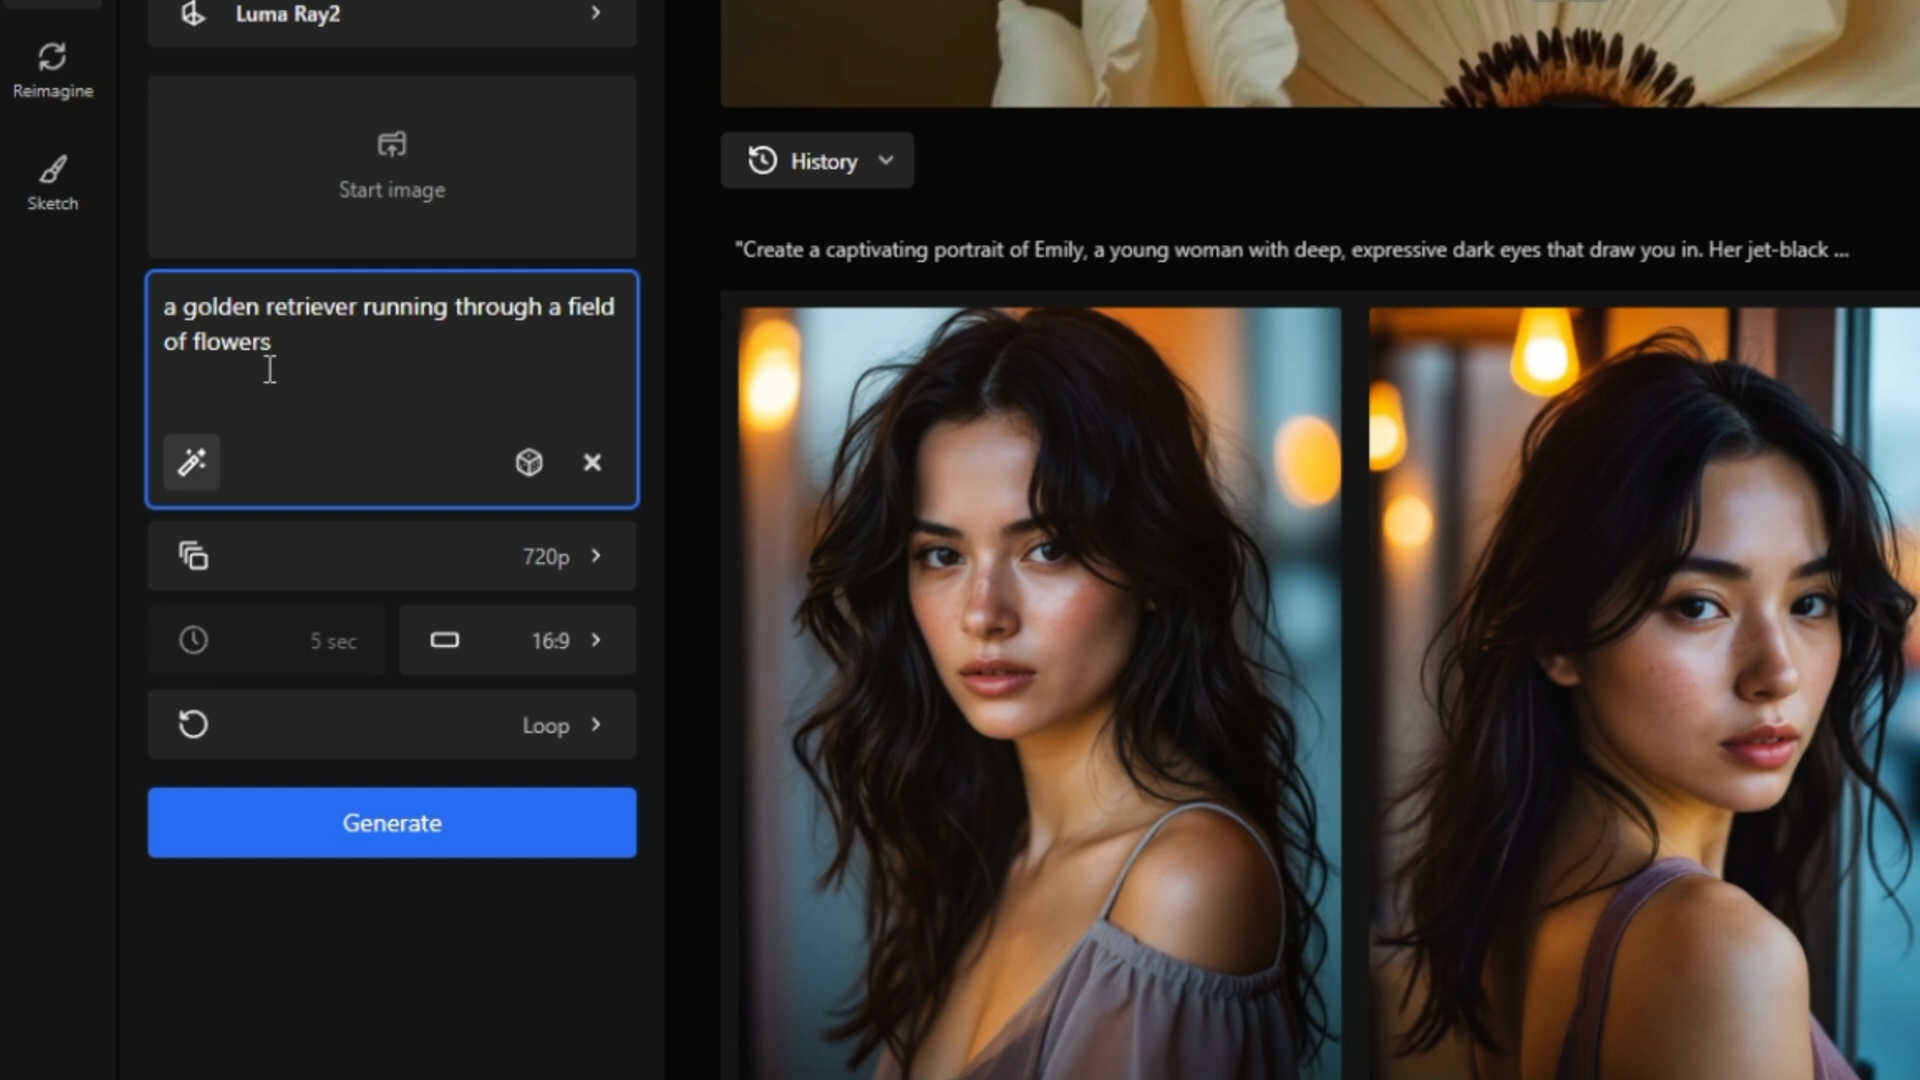 Luma Ray2
Reimagine
Start image
Sketch
History
"Create a captivating portrait of Emily, a young woman with deep, expressive dark eyes that draw you in. Her jet-black ...
a golden retriever running through a field
of flowers
720p
5 sec
16:9
Loop
Generate